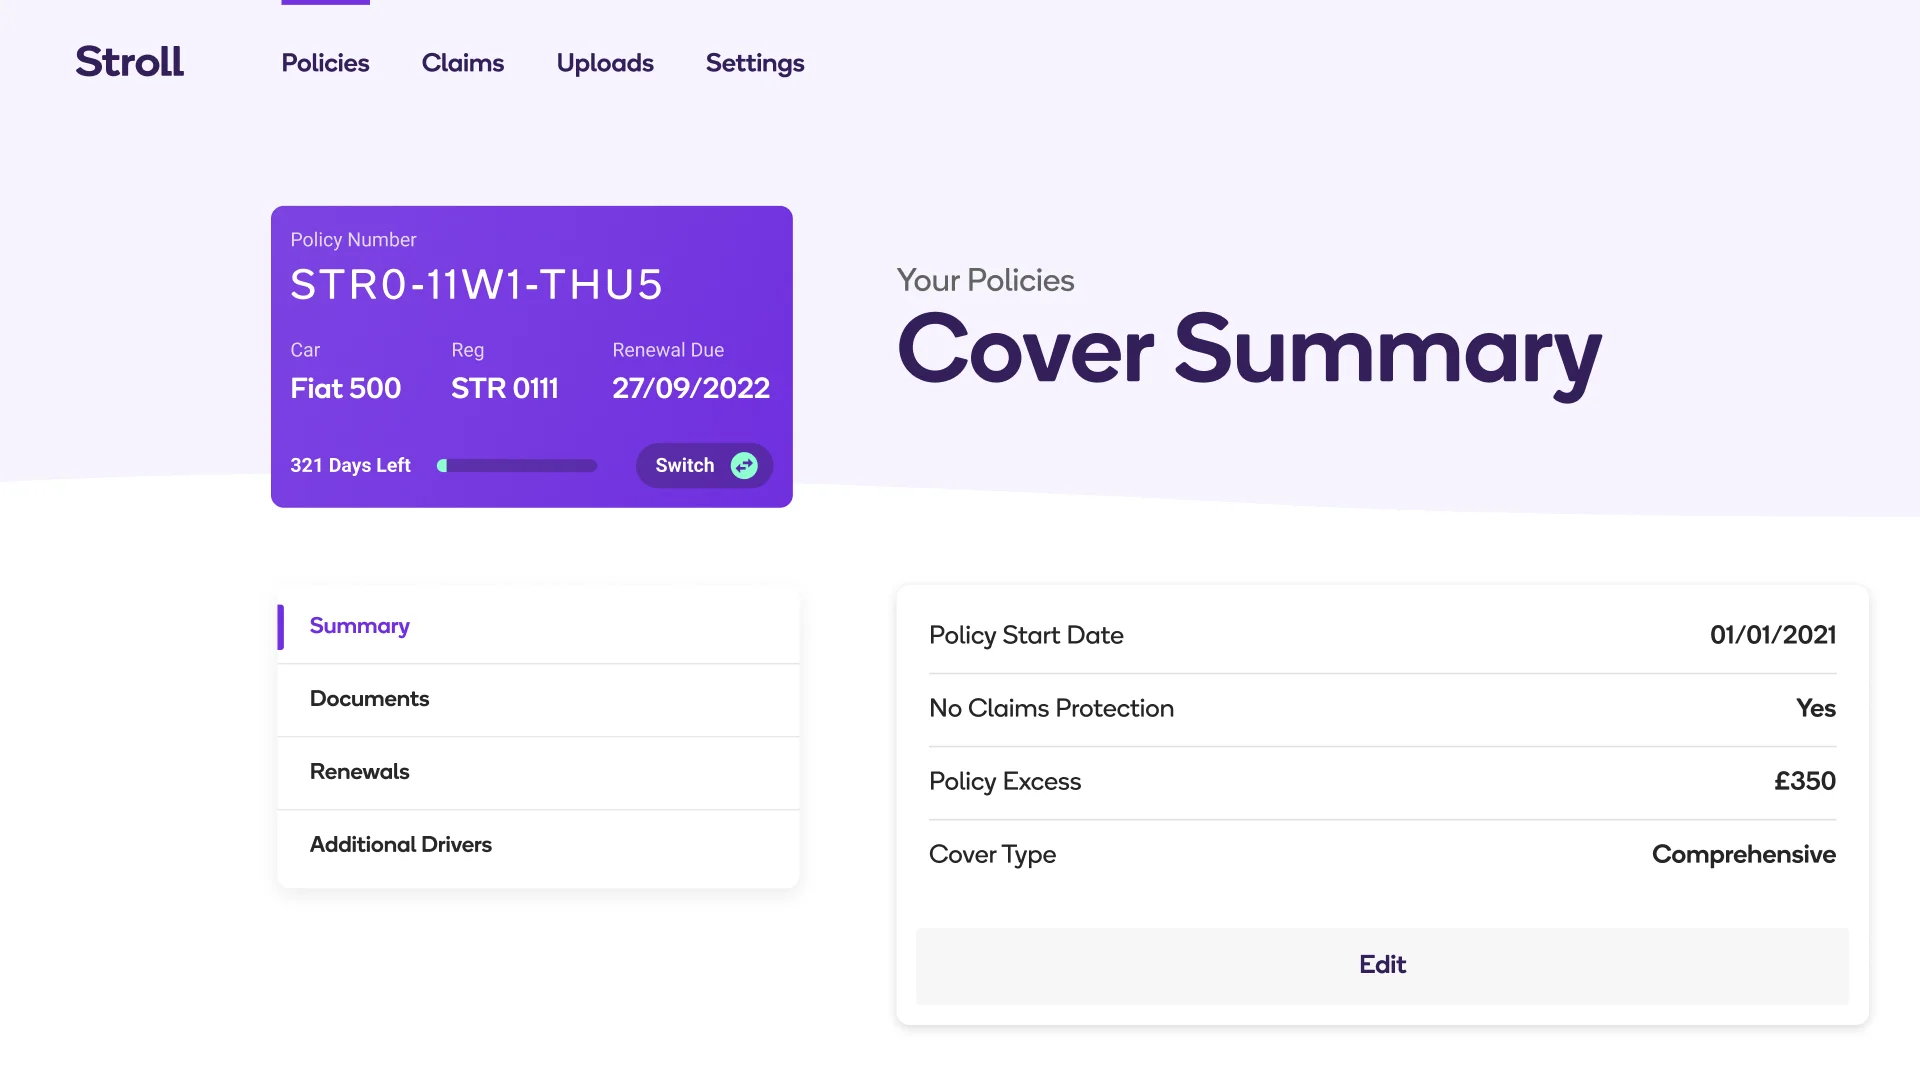 Stroll
Policies
Claims
Uploads
Settings
Policy Number
STR0-11W1-THU5
Car
Reg
Renewal Due
Fiat 500
STR 0111
27/09/2022
321 Days Left
Switch
Your Policies
Cover Summary
Summary
Documents
Renewals
Additional Drivers
Policy Start Date
01/01/2021
No Claims Protection
Yes
Policy Excess
£350
Cover Type
Comprehensive
Edit